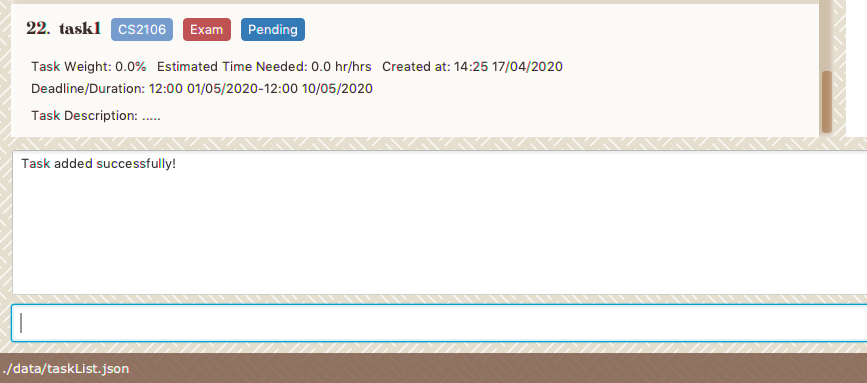 22. task1 CS2106 Exam Pending
Task Weight: 0.0% Estimated Time Needed: 0.0 hr/hrs Created at: 14:25 17/04/2020
Deadline/Duration: 12:00 01/05/2020-12:00 10/05/2020
Task Description: .....
Task added successfully!
./data/taskList.json